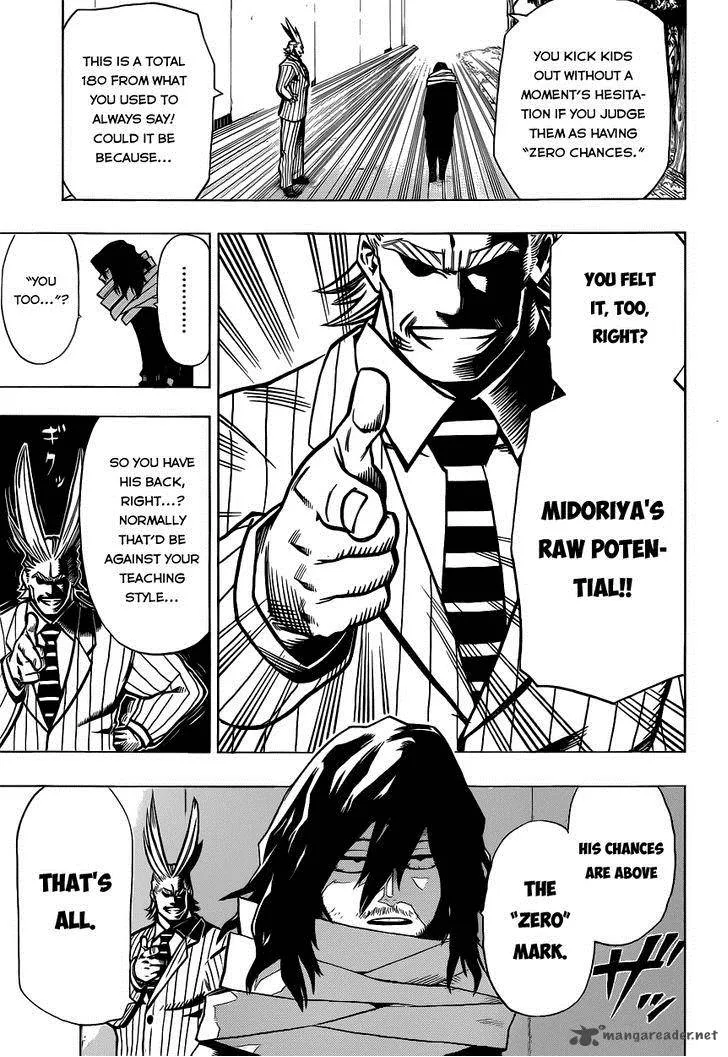 YOU KICK KIDS
OUT WITHOUT A
MOMENT'S HESITA-
TION IF YOU JUDGE
THEM AS HAVING
"ZERO CHANCES."
THIS IS A TOTAL
180 FROM WHAT
YOU USED TO
ALWAYS SAY!
COULD IT BE
BECAUSE...
YOU FELT
IT, TOO,
RIGHT?
MIDORIYA'S
RAW POTEN-
TIAL!!
.........
"YOU
TOO..."?
ギクッ
SO YOU HAVE
HIS BACK,
RIGHT...?
NORMALLY
THAT'D BE
AGAINST YOUR
TEACHING
STYLE...
HIS CHANCES
ARE ABOVE
THE
"ZERO"
MARK.
THAT'S
ALL.
mangareader.net